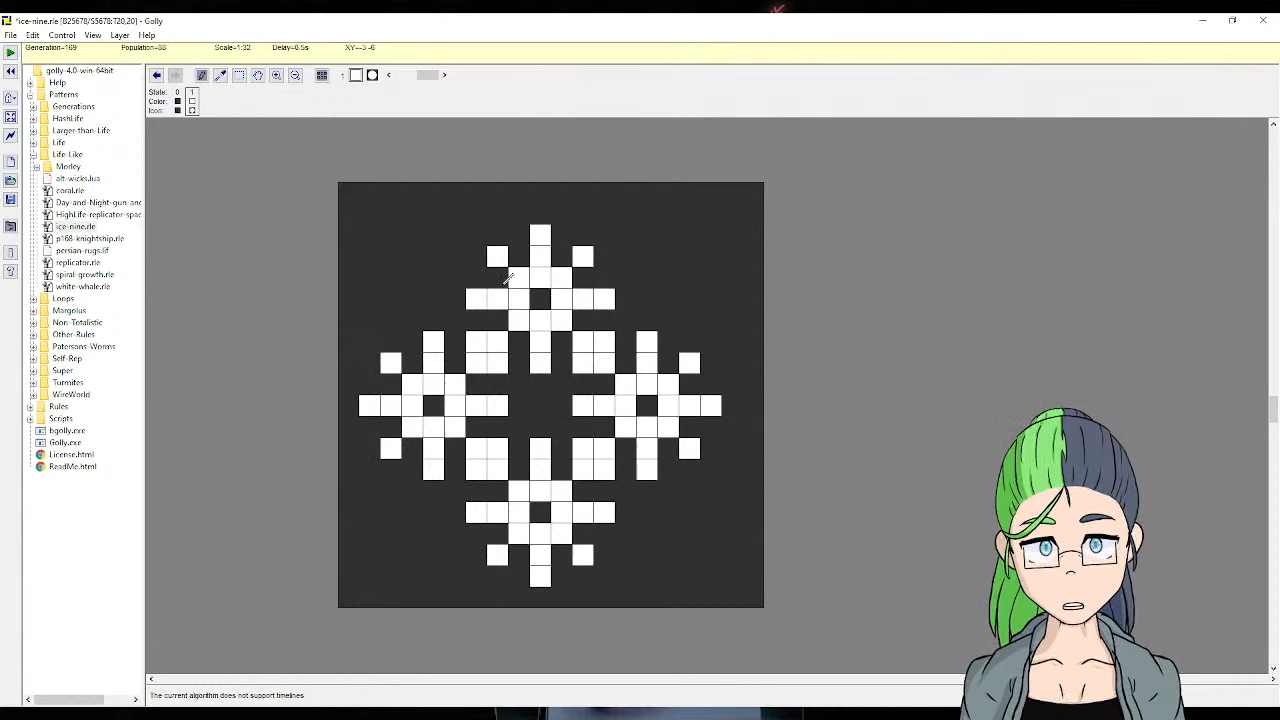 *ice-nine.rle [B25678/S5678:T20,20] - Golly
File Edit Control View Layer Help
Generation=169 Population=88 Scale=1:32 Delay=0.5s XY=-3 -6
golly-4.0-win-64bit
Help
Patterns
Generations
HashLife
Larger-than-Life
Life
Life-Like
Morley
alt-wicks.lua
coral.rle
Day-and-Night-gun-and
HighLife-replicator-spac
ice-nine.rle
p168-knightship.rle
persian-rugs.lif
replicator.rle
spiral-growth.rle
white-whale.rle
Loops
Margolus
Non-Totalistic
Other-Rules
Patersons-Worms
Self-Rep
Super
Turmites
WireWorld
Rules
Scripts
bgolly.exe
Golly.exe
License.html
ReadMe.html
1
State: 0 1
Color:
Icon:
The current algorithm does not support timelines.